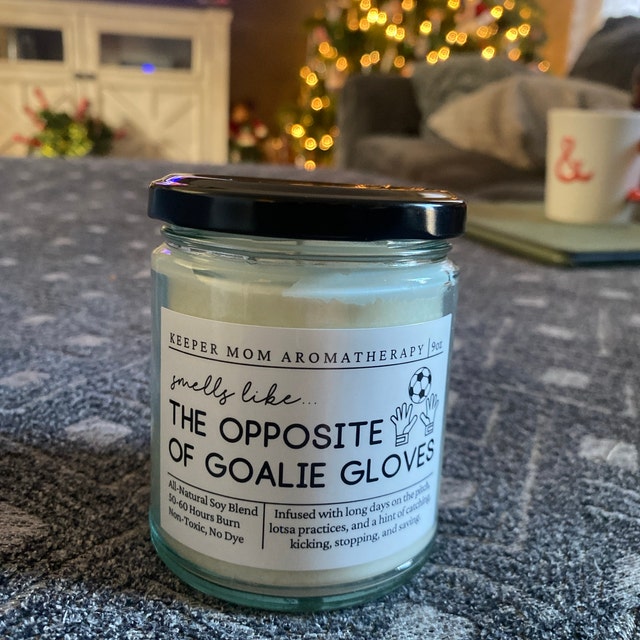 KEEPER MOM AROMATHERAPY | 9oz
smells like...
THE OPPOSITE
OF GOALIE GLOVES
All-Natural Soy Blend
50-60 Hours Burn
Non-Toxic, No Dye
Infused with long days on the pitch,
lotsa practices, and a hint of catching,
kicking, stopping, and saving.
&